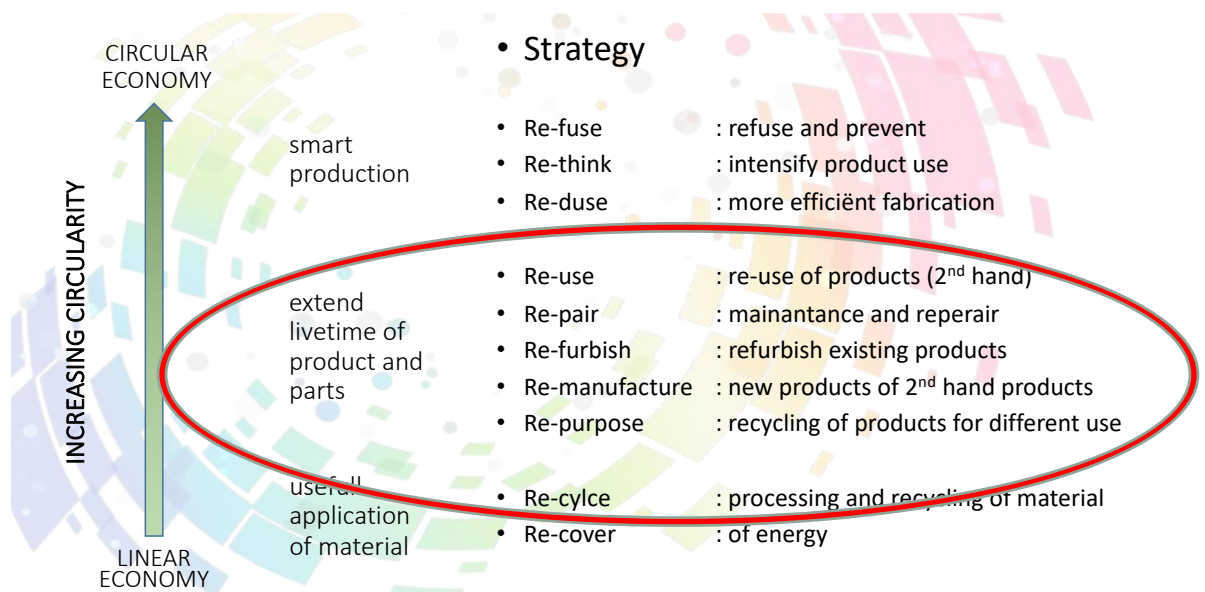 CIRCULAR
ECONOMY
INCREASING CIRCULARITY
LINEAR
ECONOMY
• Strategy
smart
production
• Re-fuse : refuse and prevent
• Re-think : intensify product use
• Re-duse : more efficiënt fabrication
extend
livetime of
product and
parts
• Re-use : re-use of products (2nd hand)
• Re-pair : mainantance and reperair
• Re-furbish : refurbish existing products
• Re-manufacture : new products of 2nd hand products
• Re-purpose : recycling of products for different use
usefull
application
of material
• Re-cylce : processing and recycling of material
• Re-cover : of energy